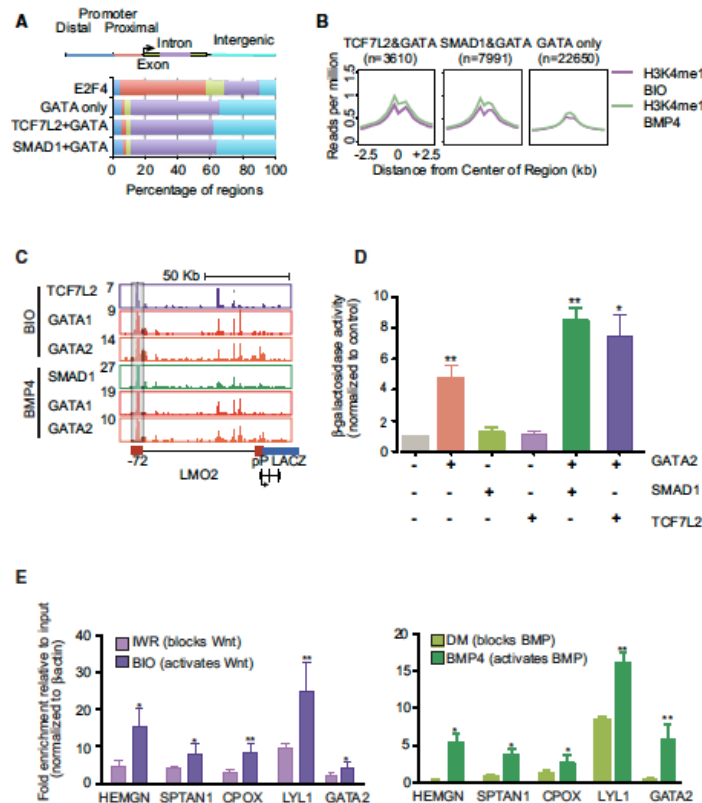 A
Promoter
Distal Proximal Intron Intergenic
Exon
E2F4
GATA only
TCF7L2+GATA
SMAD1+GATA
0 20 40 60 80 100
Percentage of regions
B
TCF7L2&GATA SMAD1&GATA GATA only
(n=3610) (n=7991) (n=22650)
Reads per million
0 0.5 1.0 1.5
H3K4me1
BIO
H3K4me1
BMP4
-2.5 0 +2.5
Distance from Center of Region (kb)
C
50 Kb
BIO
TCF7L2 7
GATA1 9
GATA2 14
BMP4
SMAD1 27
GATA1 19
GATA2 10
-72 pP LACZ
LMO2
D
β-galactosidase activity
(normalized to control)
10
8
6
4
2
0
** ** *
- + - - + + GATA2
- - + - + - SMAD1
- - - + - + TCF7L2
E
Fold enrichment relative to input
(normalized to βactin)
IWR (blocks Wnt)
BIO (activates Wnt)
40
30
20
10
0
* * ** ** *
HEMGN SPTAN1 CPOX LYL1 GATA2
DM (blocks BMP)
BMP4 (activates BMP)
20
15
10
5
0
* * * ** **
HEMGN SPTAN1 CPOX LYL1 GATA2